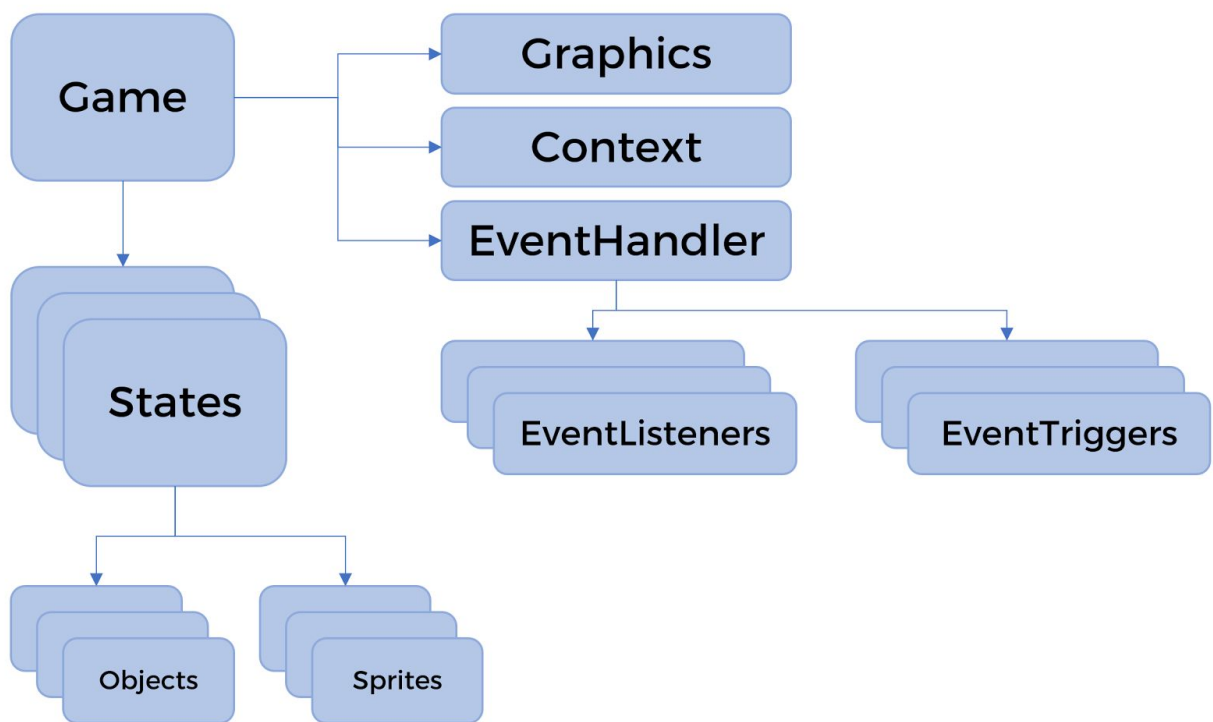 Game
Graphics
Context
EventHandler
States
EventListeners
EventTriggers
Objects
Sprites